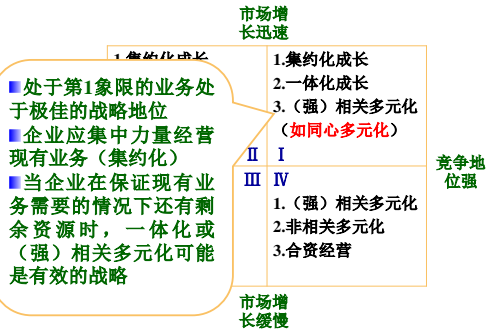 市场增
长迅速
1.集约化成长
1.集约化成长
2.一体化成长
3.（强）相关多元化
（如同心多元化）
处于第1象限的业务处
于极佳的战略地位
企业应集中力量经营
现有业务（集约化）
当企业在保证现有业
务需要的情况下还有剩
余资源时，一体化或
（强）相关多元化可能
是有效的战略
Ⅱ Ⅰ
Ⅲ Ⅳ
竞争地
位强
1.（强）相关多元化
2.非相关多元化
3.合资经营
市场增
长缓慢